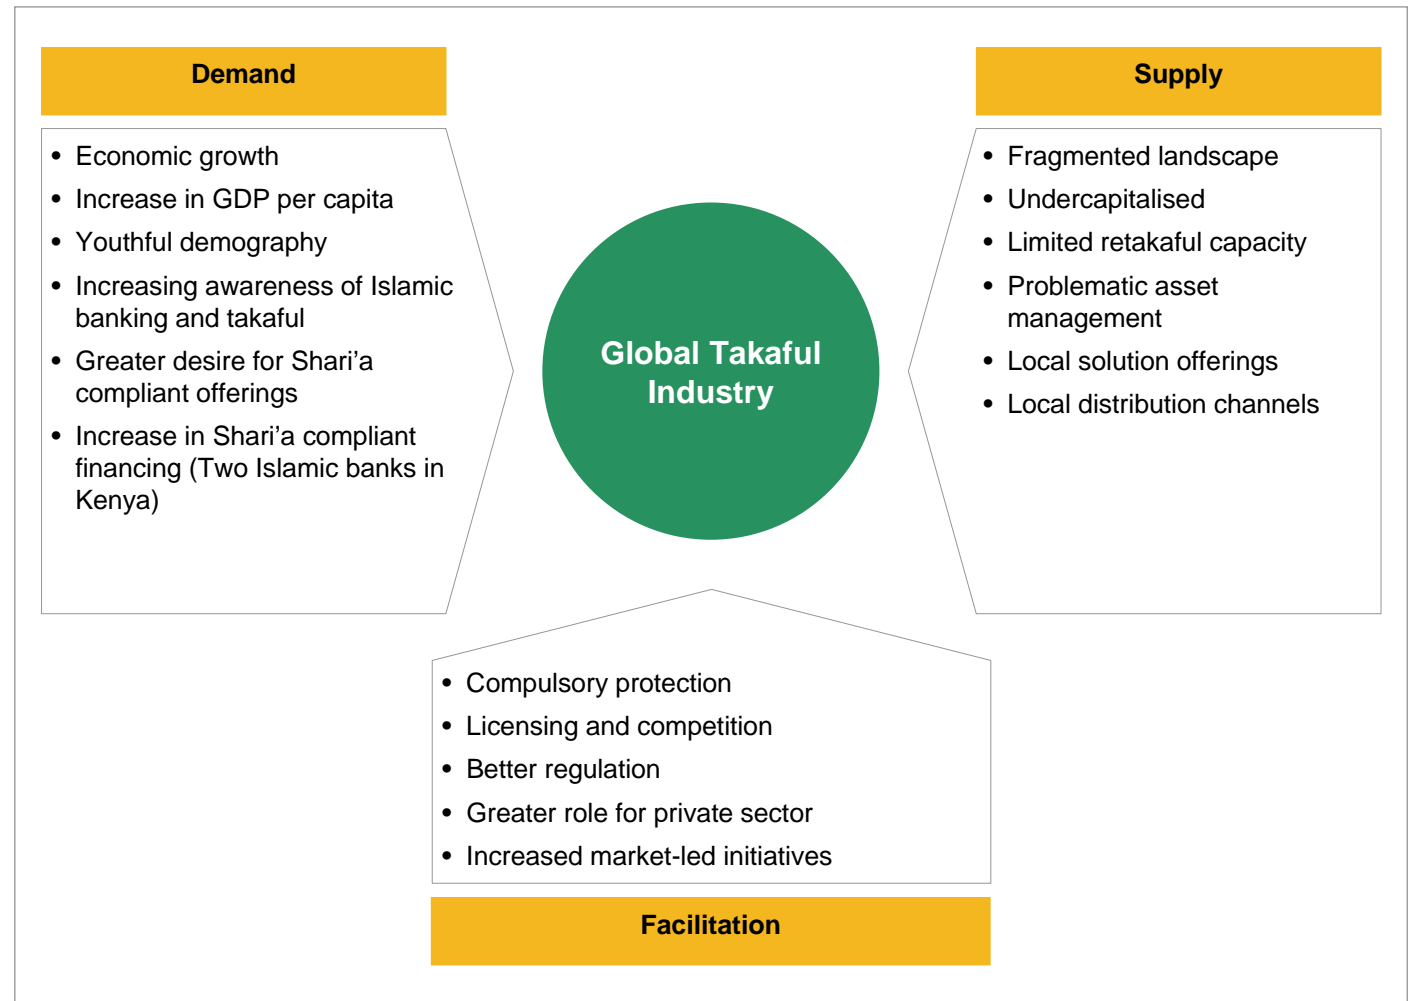 Demand
• Economic growth
• Increase in GDP per capita
• Youthful demography
• Increasing awareness of Islamic
banking and takaful
• Greater desire for Shari’a
compliant offerings
• Increase in Shari’a compliant
financing (Two Islamic banks in
Kenya)
Global Takaful
Industry
Supply
• Fragmented landscape
• Undercapitalised
• Limited retakaful capacity
• Problematic asset
management
• Local solution offerings
• Local distribution channels
• Compulsory protection
• Licensing and competition
• Better regulation
• Greater role for private sector
• Increased market-led initiatives
Facilitation